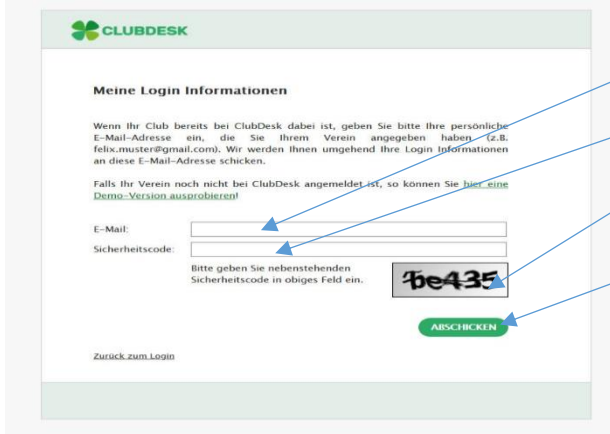 CLUBDESK
Meine Login Informationen
Wenn Ihr Club bereits bei ClubDesk dabei ist, geben Sie bitte Ihre persönliche
E-Mail-Adresse ein, die Sie Ihrem Verein angegeben haben (z.B.
felix.muster@gmail.com). Wir werden Ihnen umgehend Ihre Login Informationen
an diese E-Mail-Adresse schicken.
Falls Ihr Verein noch nicht bei ClubDesk angemeldet ist, so können Sie hier eine
Demo-Version ausprobieren!
E-Mail:
Sicherheitscode:
Bitte geben Sie nebenstehenden
Sicherheitscode in obiges Feld ein.
be435
ABSCHICKEN
Zurück zum Login